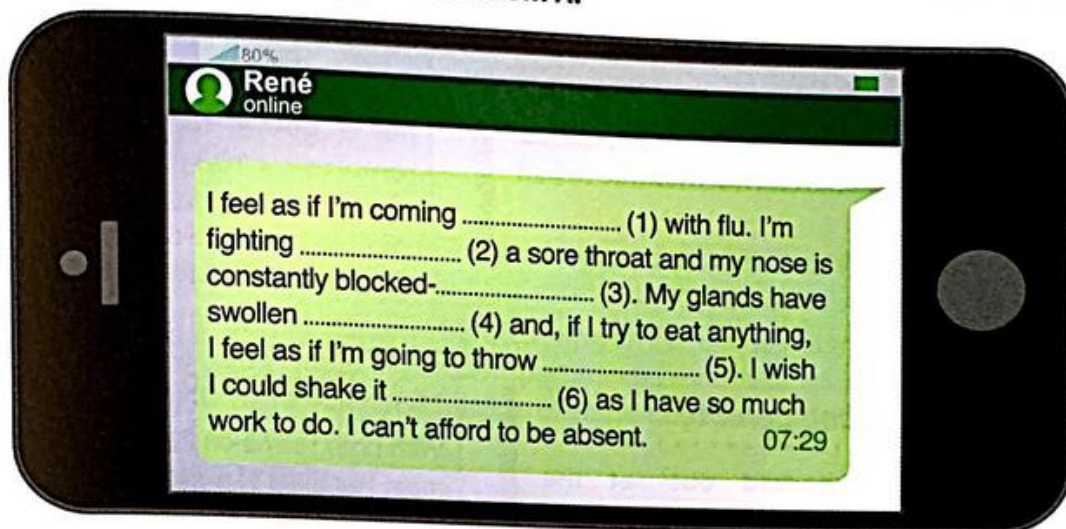 80%
René
online
I feel as if I'm coming ........................... (1) with flu. I'm
fighting ........................... (2) a sore throat and my nose is
constantly blocked-........................... (3). My glands have
swollen ........................... (4) and, if I try to eat anything,
I feel as if I'm going to throw ........................... (5). I wish
I could shake it ........................... (6) as I have so much
work to do. I can't afford to be absent. 07:29